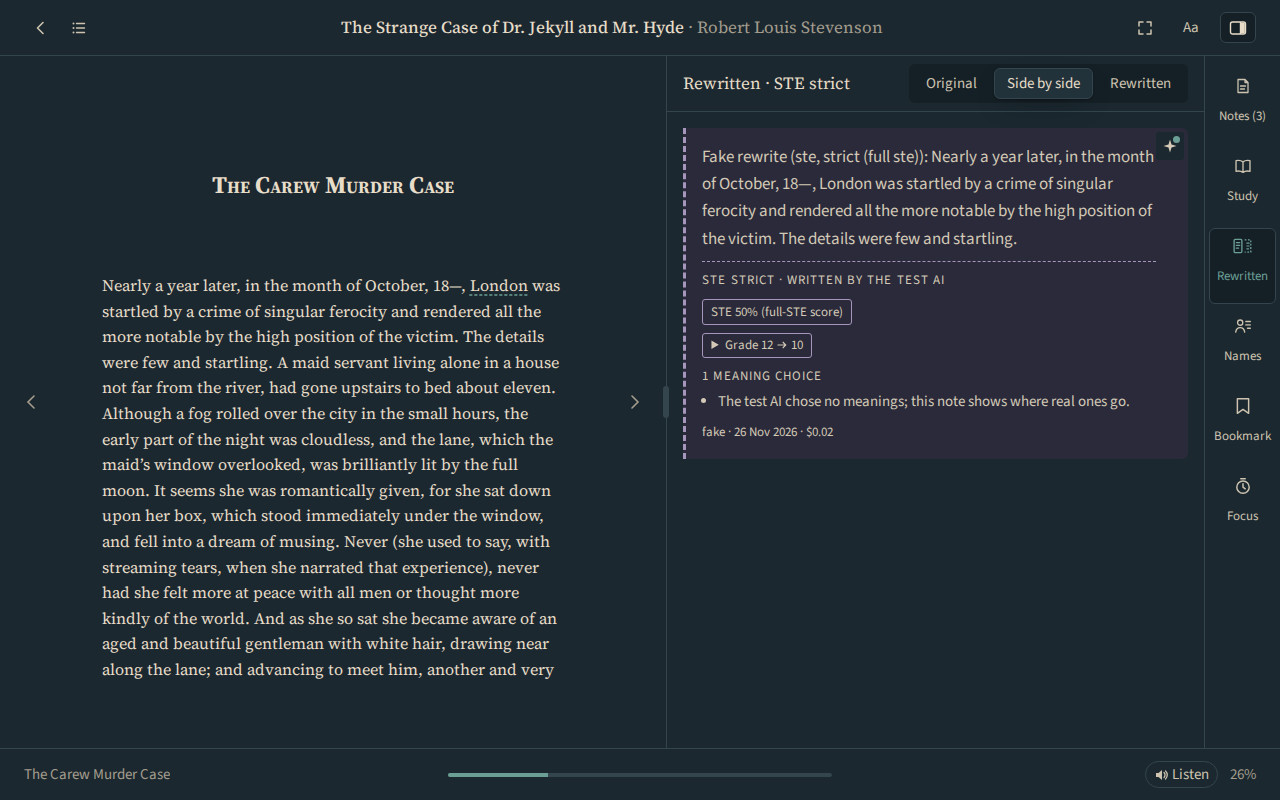 The Strange Case of Dr. Jekyll and Mr. Hyde · Robert Louis Stevenson
Aa
The Carew Murder Case
Nearly a year later, in the month of October, 18—, London was
startled by a crime of singular ferocity and rendered all the
more notable by the high position of the victim. The details
were few and startling. A maid servant living alone in a house
not far from the river, had gone upstairs to bed about eleven.
Although a fog rolled over the city in the small hours, the
early part of the night was cloudless, and the lane, which the
maid’s window overlooked, was brilliantly lit by the full
moon. It seems she was romantically given, for she sat down
upon her box, which stood immediately under the window,
and fell into a dream of musing. Never (she used to say, with
streaming tears, when she narrated that experience), never
had she felt more at peace with all men or thought more
kindly of the world. And as she so sat she became aware of an
aged and beautiful gentleman with white hair, drawing near
along the lane; and advancing to meet him, another and very
Rewritten · STE strict
Original
Side by side
Rewritten
Fake rewrite (ste, strict (full ste)): Nearly a year later, in the month
of October, 18—, London was startled by a crime of singular
ferocity and rendered all the more notable by the high position of
the victim. The details were few and startling.
STE STRICT · WRITTEN BY THE TEST AI
STE 50% (full-STE score)
Grade 12 → 10
1 MEANING CHOICE
The test AI chose no meanings; this note shows where real ones go.
fake · 26 Nov 2026 · $0.02
Notes (3)
Study
Rewritten
Names
Bookmark
Focus
The Carew Murder Case
Listen
26%